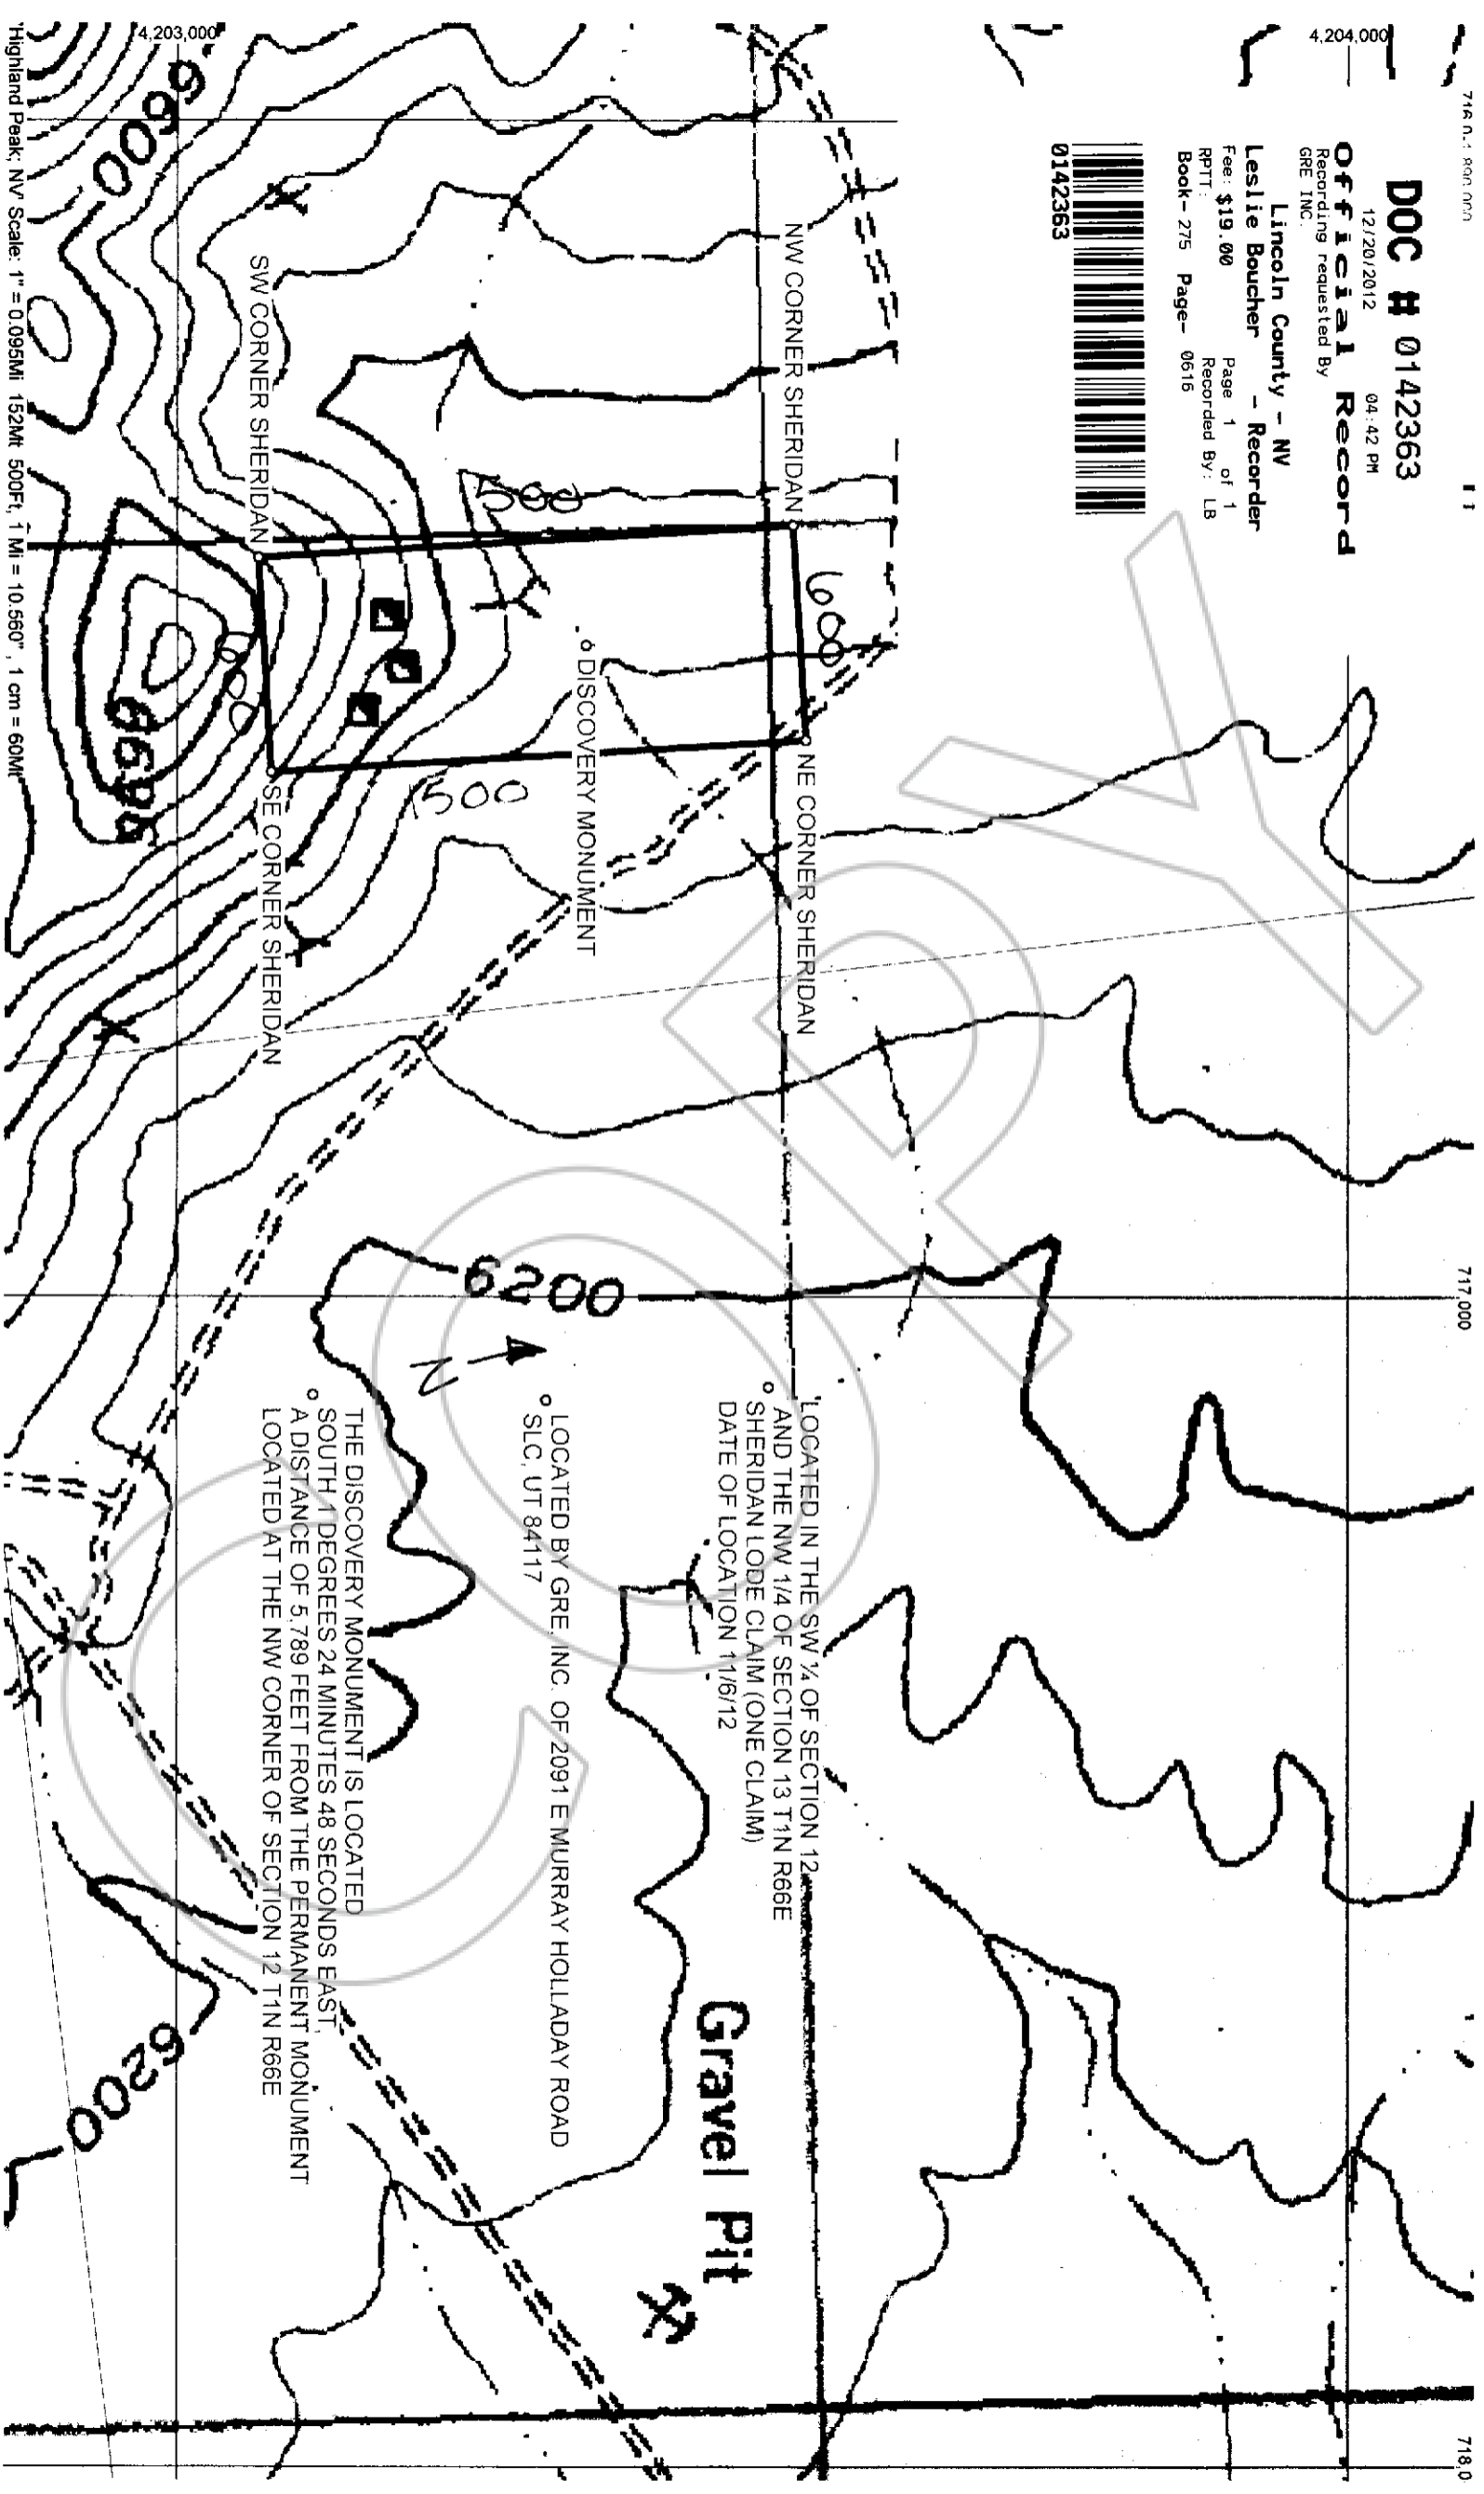 716,0
DOC # 0142363
12/20/2012 04:42 PM
Official Record
Recording requested By
GRE INC.
Lincoln County - NV
Leslie Boucher - Recorder
Fee: $19.00 Page 1 of 1
RPTT: Recorded By: LB
Book- 275 Page- 0616
0142363
4,204,000
4,203,000
717,000
718,0
NW CORNER SHERIDAN
NE CORNER SHERIDAN
SW CORNER SHERIDAN
SE CORNER SHERIDAN
DISCOVERY MONUMENT
600
1500
1500
600
6600
6698
6200
6200
N
Gravel Pit
LOCATED IN THE SW ¼ OF SECTION 12
AND THE NW 1/4 OF SECTION 13 T1N R66E
SHERIDAN LODE CLAIM (ONE CLAIM)
DATE OF LOCATION 11/6/12
LOCATED BY GRE, INC. OF 2091 E MURRAY HOLLADAY ROAD
SLC, UT 84117
THE DISCOVERY MONUMENT IS LOCATED
SOUTH 1 DEGREES 24 MINUTES 48 SECONDS EAST,
A DISTANCE OF 5,789 FEET FROM THE PERMANENT MONUMENT
LOCATED AT THE NW CORNER OF SECTION 12 T1N R66E
'Highland Peak; NV' Scale: 1" = 0.095Mi 152Mt 500Ft, 1 Mi = 10.560", 1 cm = 60Mt
COPY